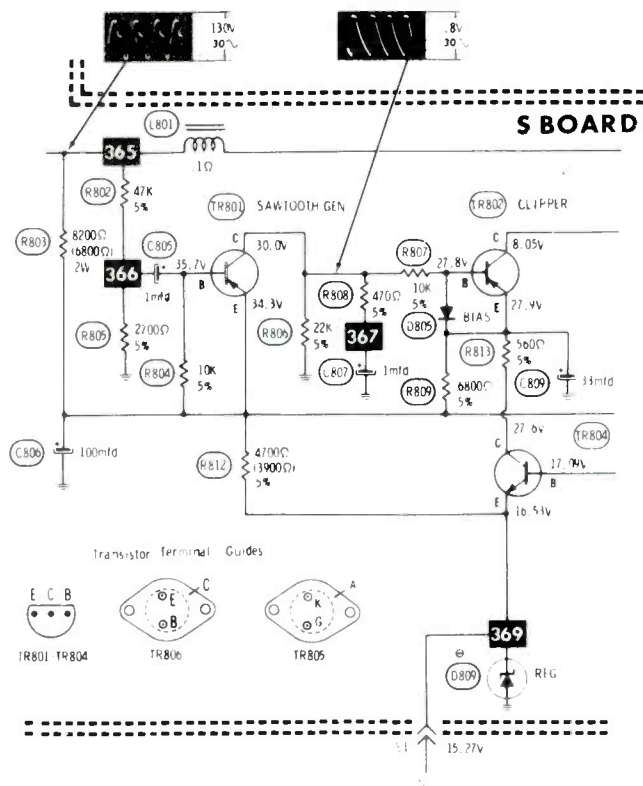 130V
30~
.8V
30~
S BOARD
L801
365
1Ω
R802
47K
5%
TR801
SAWTOOTH GEN
TR802
CLIPPER
R803
8200Ω
(6800Ω)
2W
C805
C
30.0V
C
8.05V
R807
366
35.7V
B
27.8V
B
1mfd
R808
470Ω
5%
10K
5%
34.3V
E
27.9V
E
D805
BIAS
R805
2700Ω
5%
R806
22K
5%
367
R813
560Ω
5%
R804
10K
5%
C807
1mfd
R809
6800Ω
5%
C809
33mfd
27.6V
TR804
C806
100mfd
R812
4700Ω
(3900Ω)
5%
C
17.09V
B
E
16.53V
Transistor Terminal Guides
E C B
E
C
B
K
A
G
TR801-TR804
TR806
TR805
369
D809
REG
15.27V